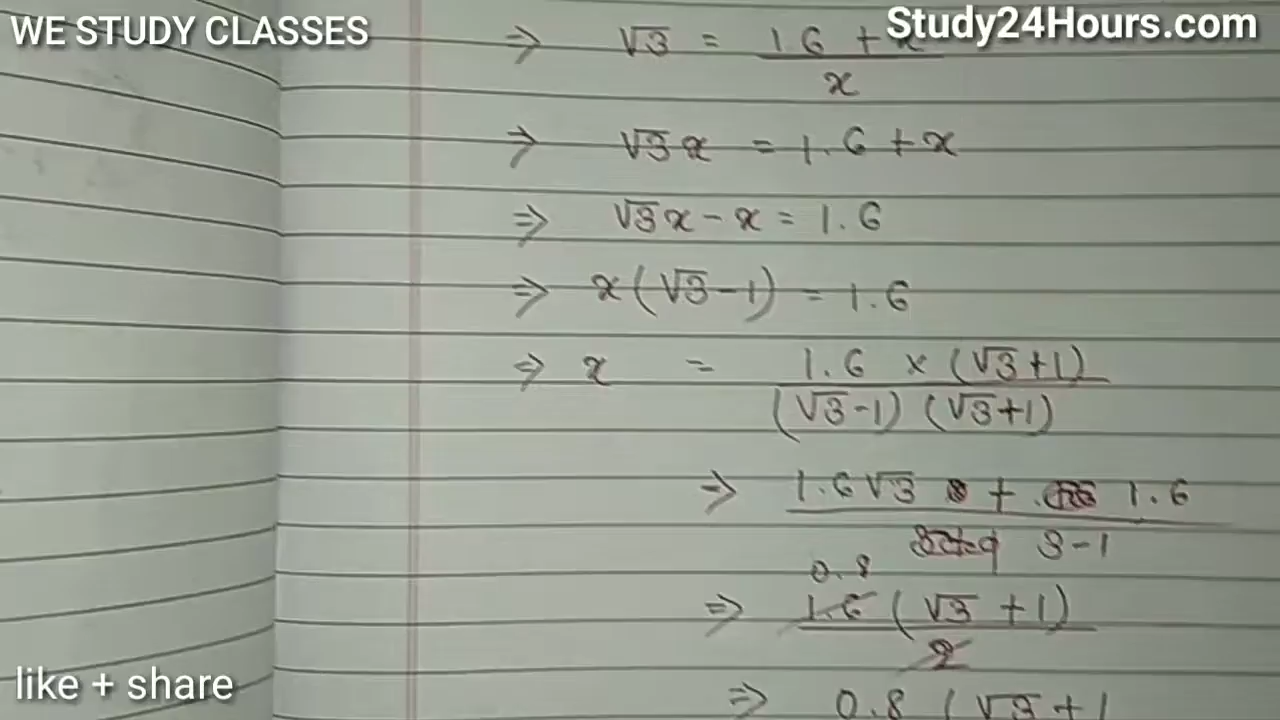 WE STUDY CLASSES
Study24Hours.com
⇒ √3 = 1.6 + x / x
⇒ √3x = 1.6 + x
⇒ √3x - x = 1.6
⇒ x(√3-1) = 1.6
⇒ x = 1.6 × (√3+1) / (√3-1) (√3+1)
⇒ 1.6√3 + 1.6 / 3-1
0.8
⇒ 1.6 (√3 + 1) / 2
⇒ 0.8 (√3 + 1
like + share